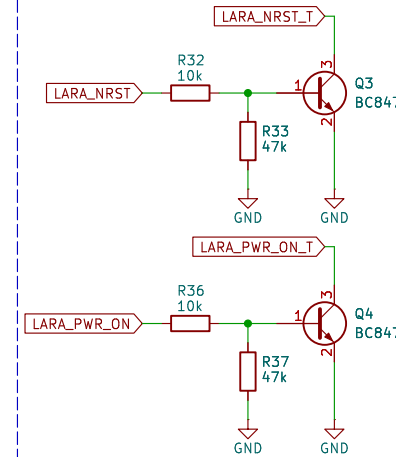 LARA_NRST_T
R32
10k
3
LARA_NRST
1
Q3
BC847
2
R33
47k
GND
GND
LARA_PWR_ON_T
R36
10k
3
LARA_PWR_ON
1
Q4
BC847
2
R37
47k
GND
GND